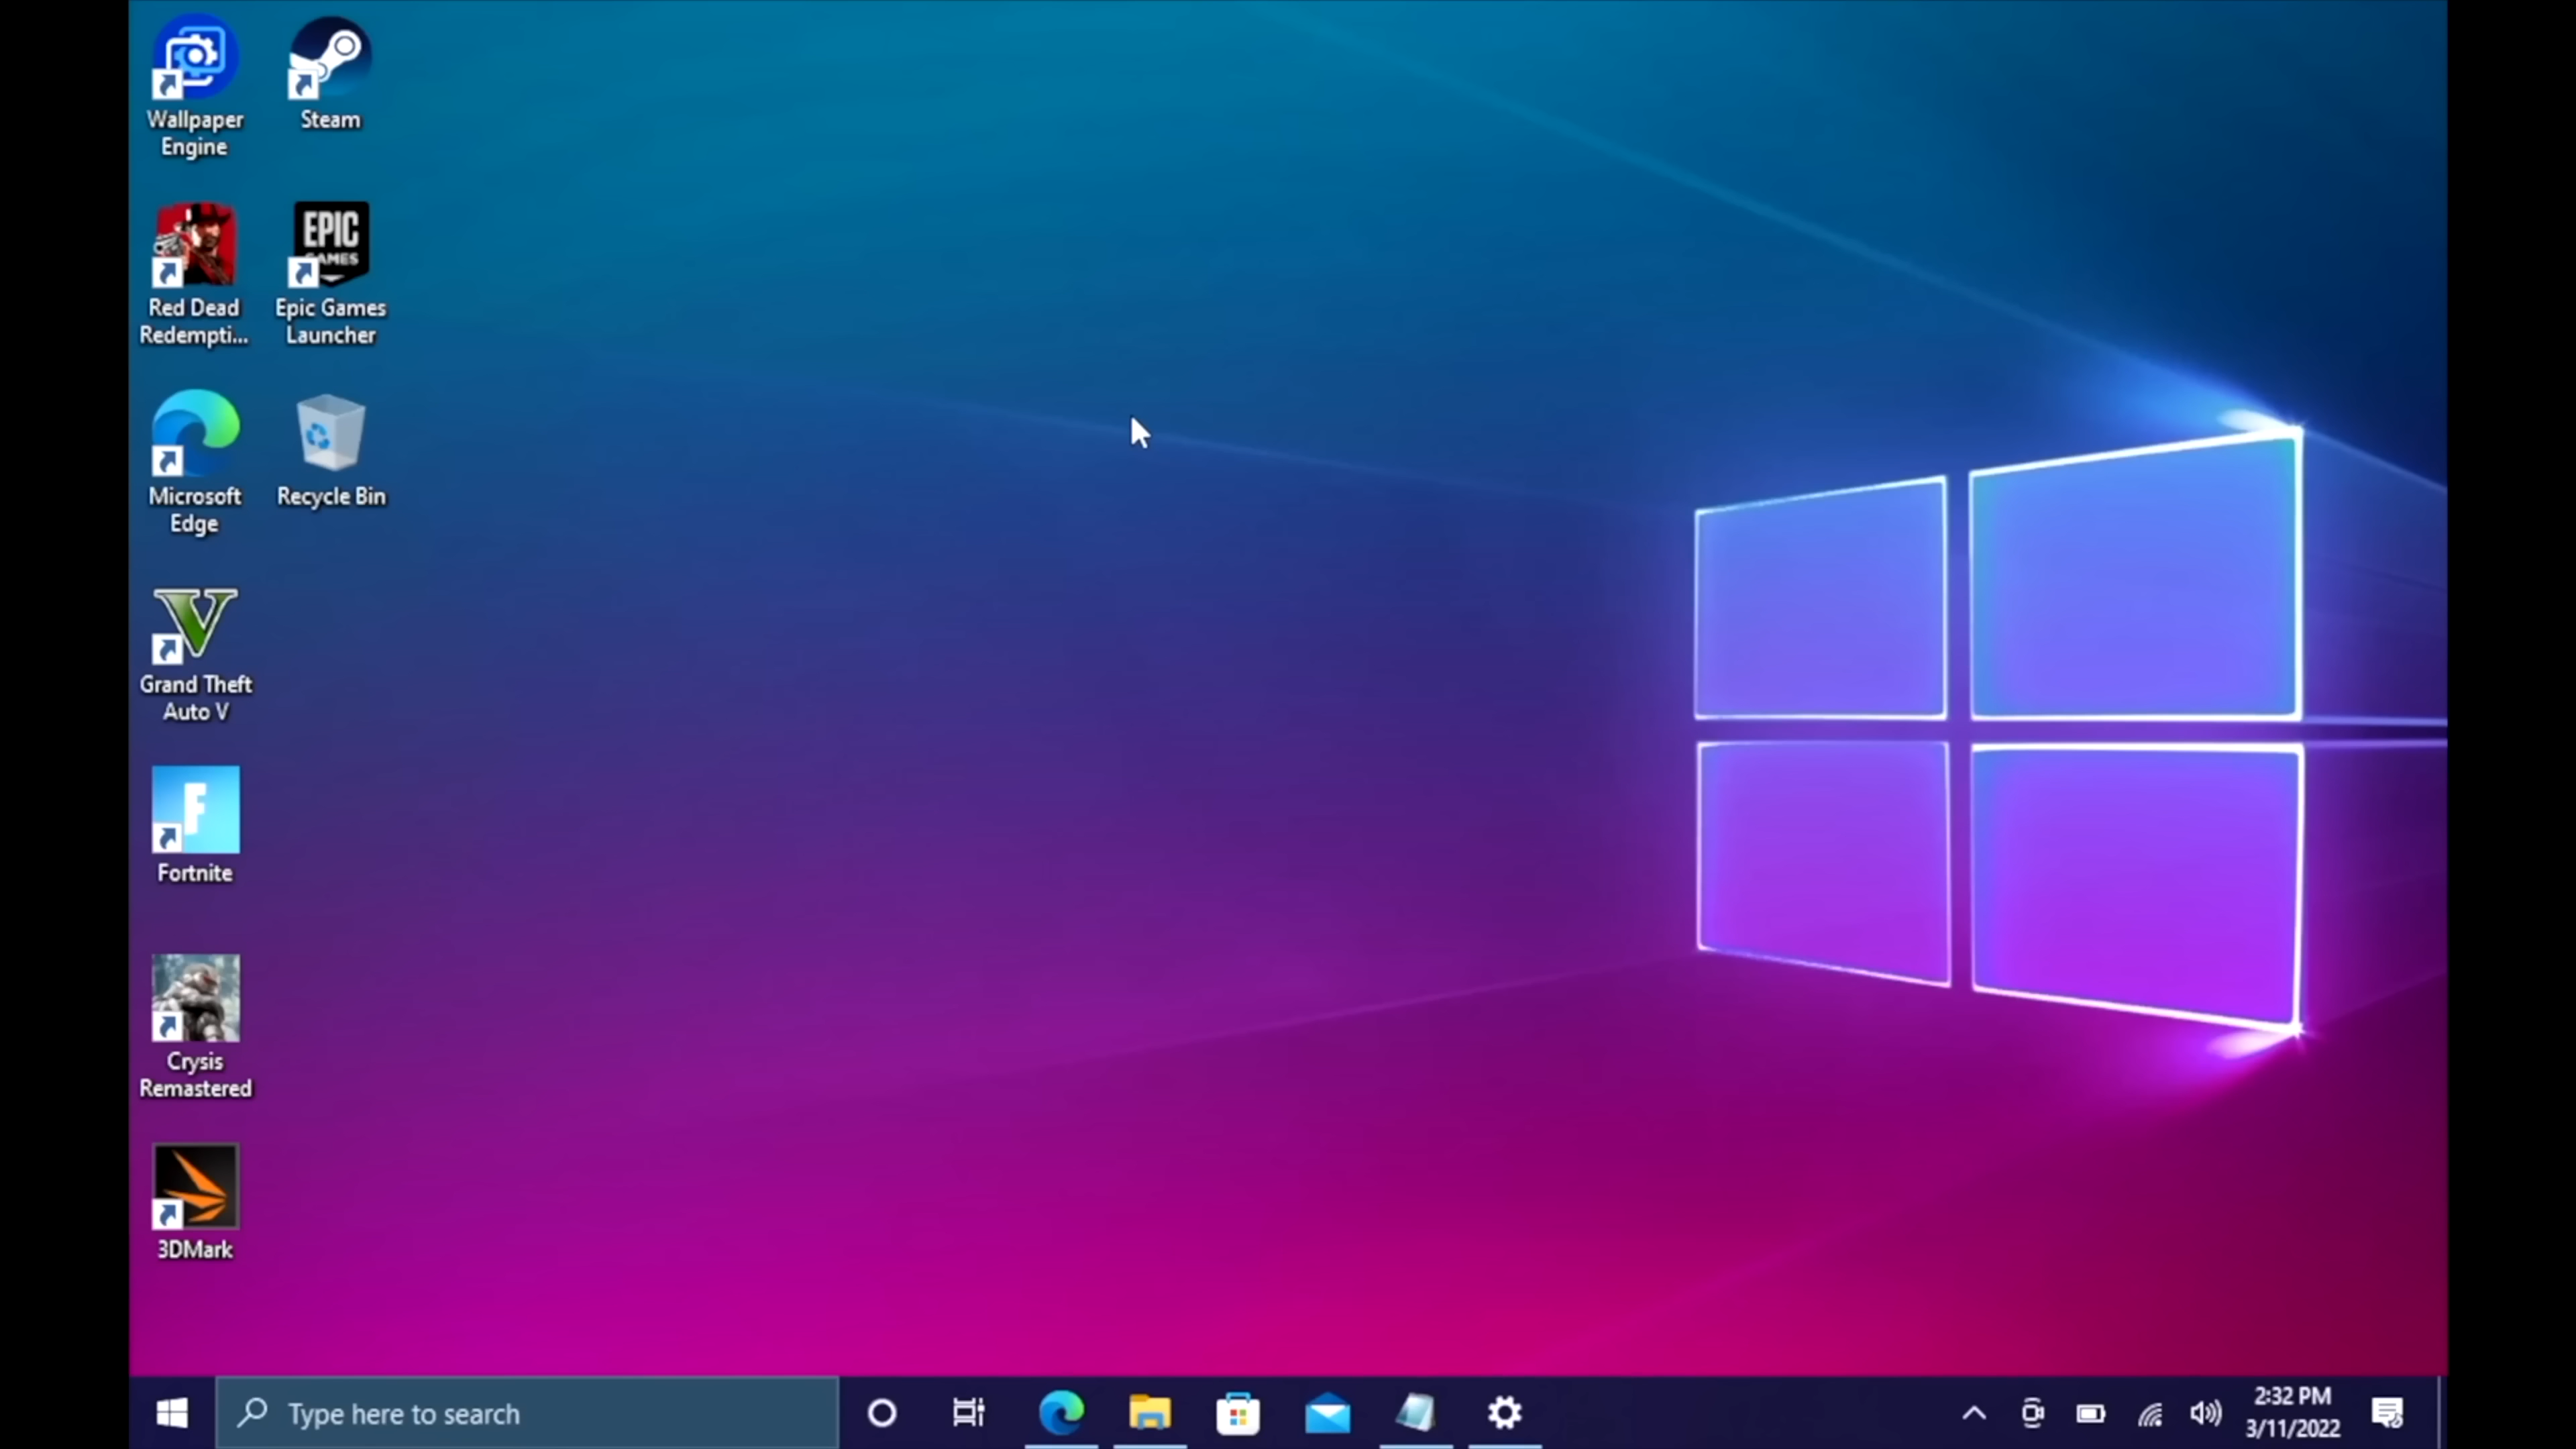 Wallpaper
Engine
Steam
Red Dead
Redempti...
EPIC
GAMES
Epic Games
Launcher
Microsoft
Edge
Recycle Bin
V
Grand Theft
Auto V
F
Fortnite
Crysis
Remastered
3DMark
Type here to search
2:32 PM
3/11/2022